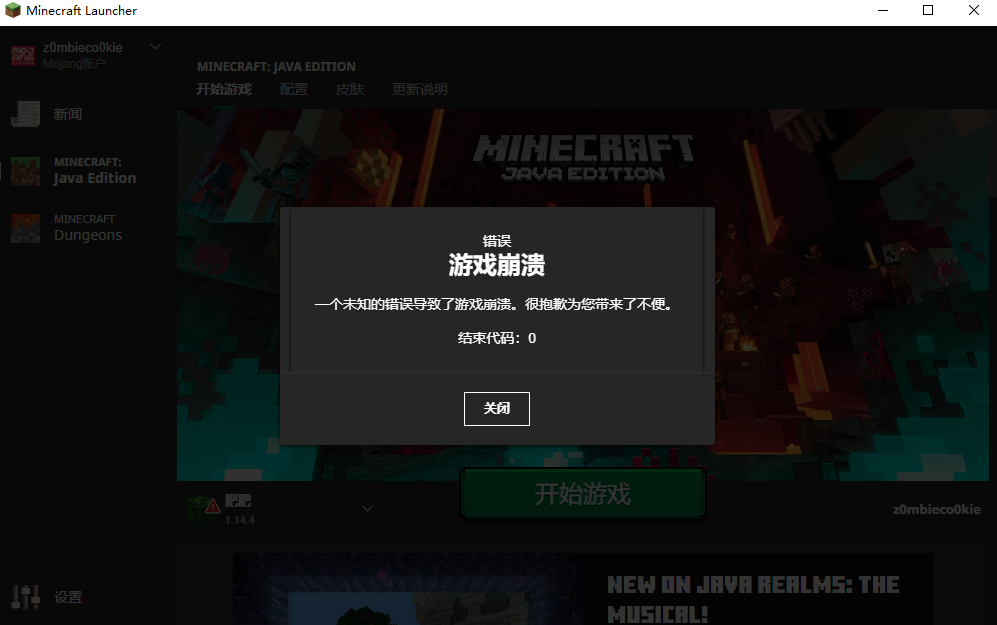 Minecraft Launcher
z0mbieco0kie
Mojang账户
MOJANG
新闻
MINECRAFT:
Java Edition
MINECRAFT
Dungeons
设置
MINECRAFT: JAVA EDITION
开始游戏 配置 皮肤 更新说明
MINECRAFT
JAVA EDITION
错误
游戏崩溃
一个未知的错误导致了游戏崩溃。很抱歉为您带来了不便。
结束代码：0
关闭
肥肥
1.14.4
开始游戏
z0mbieco0kie
NEW ON JAVA REALMS: THE
MUSICAL!